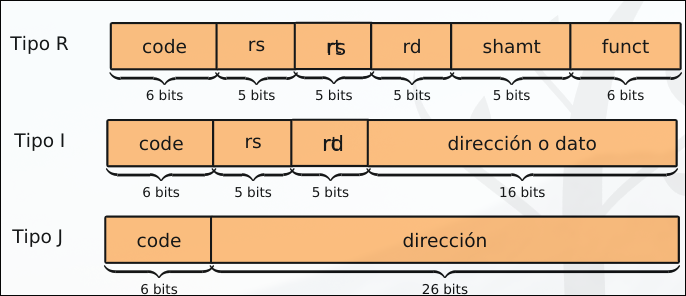 Tipo R code rs rd shamt funct
6 bits 5 bits 5 bits 5 bits 5 bits 6 bits
Tipo I code rs dirección o dato
6 bits 5 bits 5 bits 16 bits
Tipo J code dirección
6 bits 26 bits